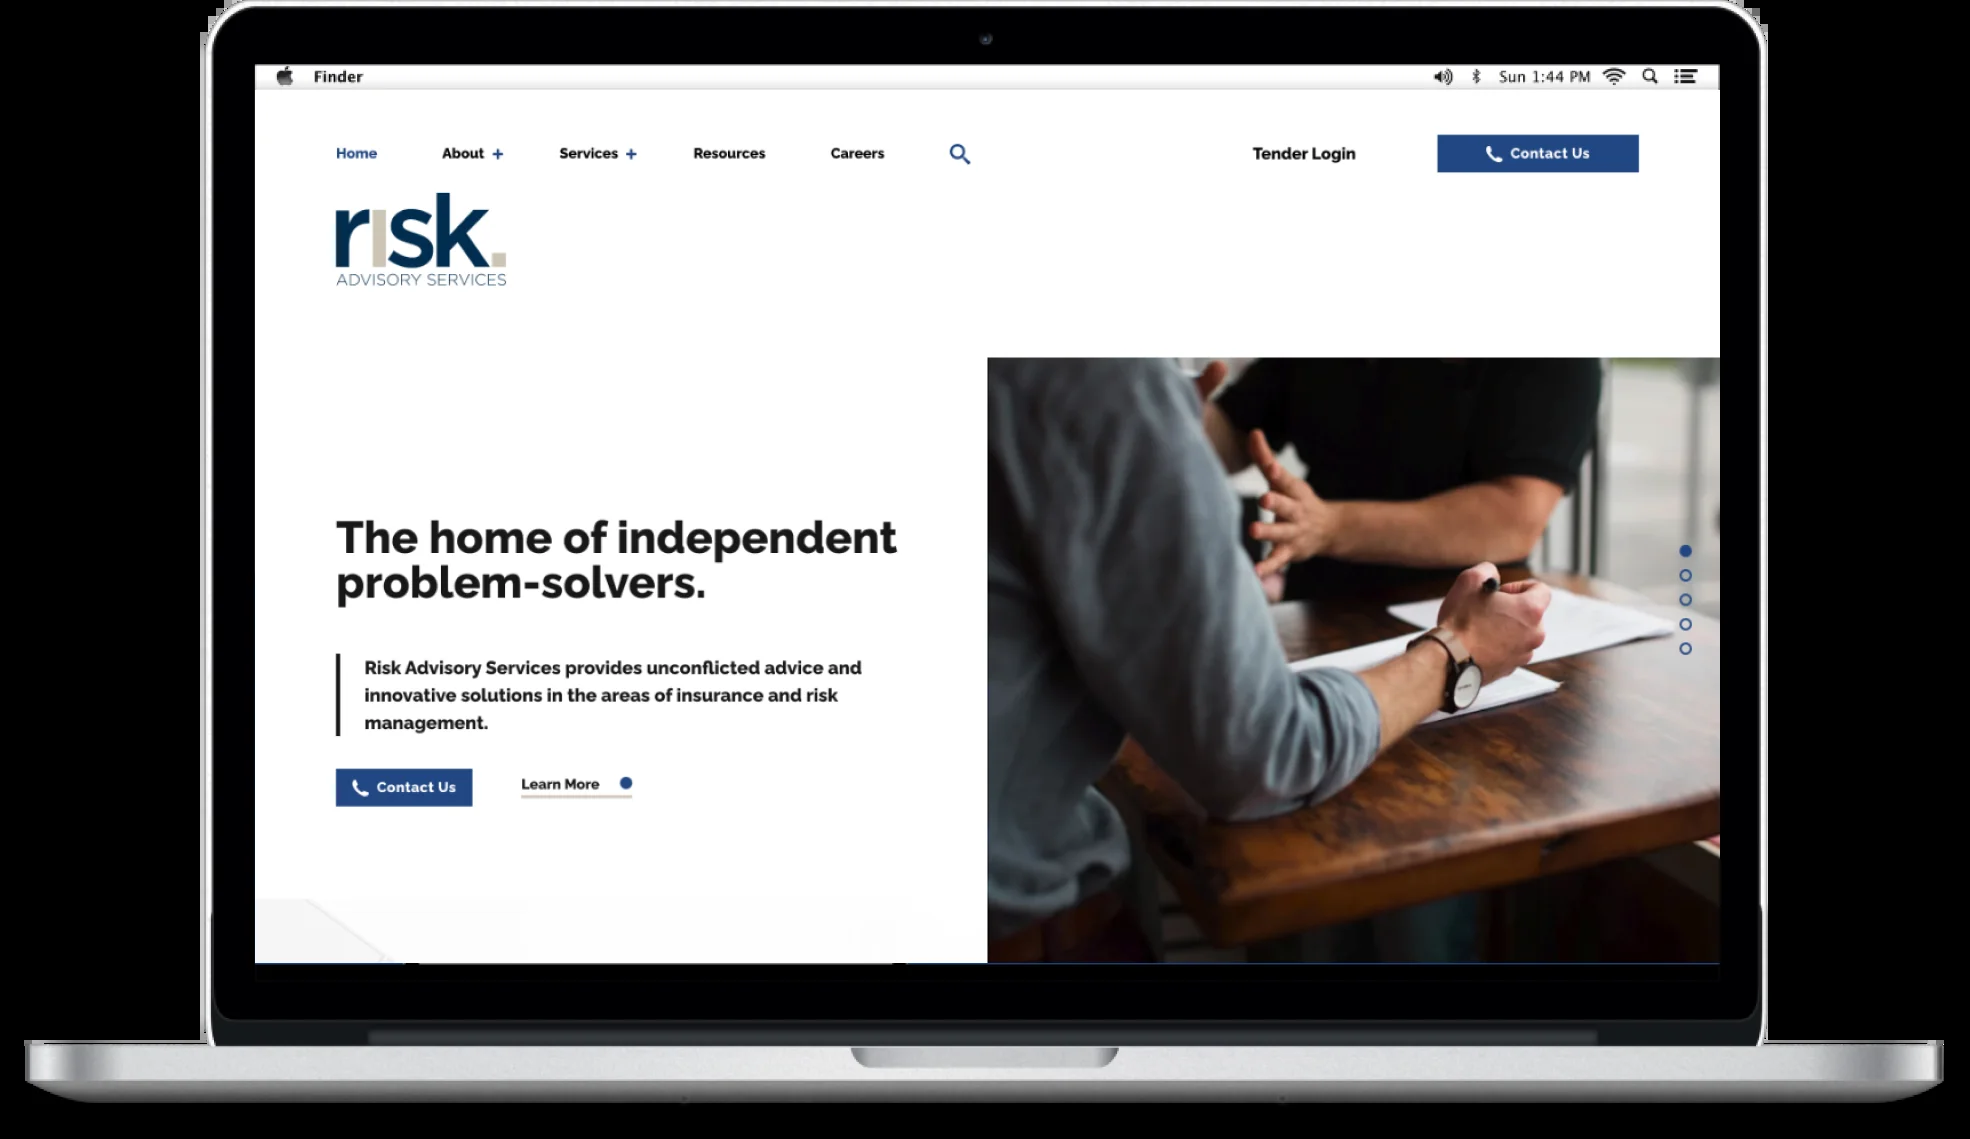 Finder
Sun 1:44 PM
Home About + Services + Resources Careers Tender Login Contact Us
risk.
ADVISORY SERVICES
The home of independent
problem-solvers.
Risk Advisory Services provides unconflicted advice and
innovative solutions in the areas of insurance and risk
management.
Contact Us Learn More